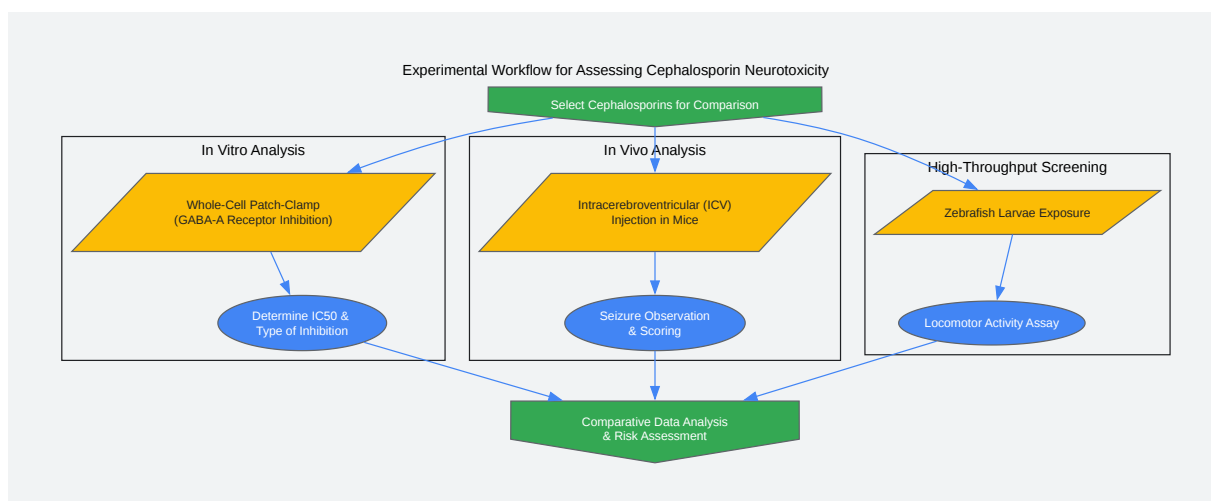 Experimental Workflow for Assessing Cephalosporin Neurotoxicity
Select Cephalosporins for Comparison
In Vitro Analysis
Whole-Cell Patch-Clamp
(GABA-A Receptor Inhibition)
Determine IC50 &
Type of Inhibition
In Vivo Analysis
Intracerebroventricular (ICV)
Injection in Mice
Seizure Observation
& Scoring
High-Throughput Screening
Zebrafish Larvae Exposure
Locomotor Activity Assay
Comparative Data Analysis
& Risk Assessment